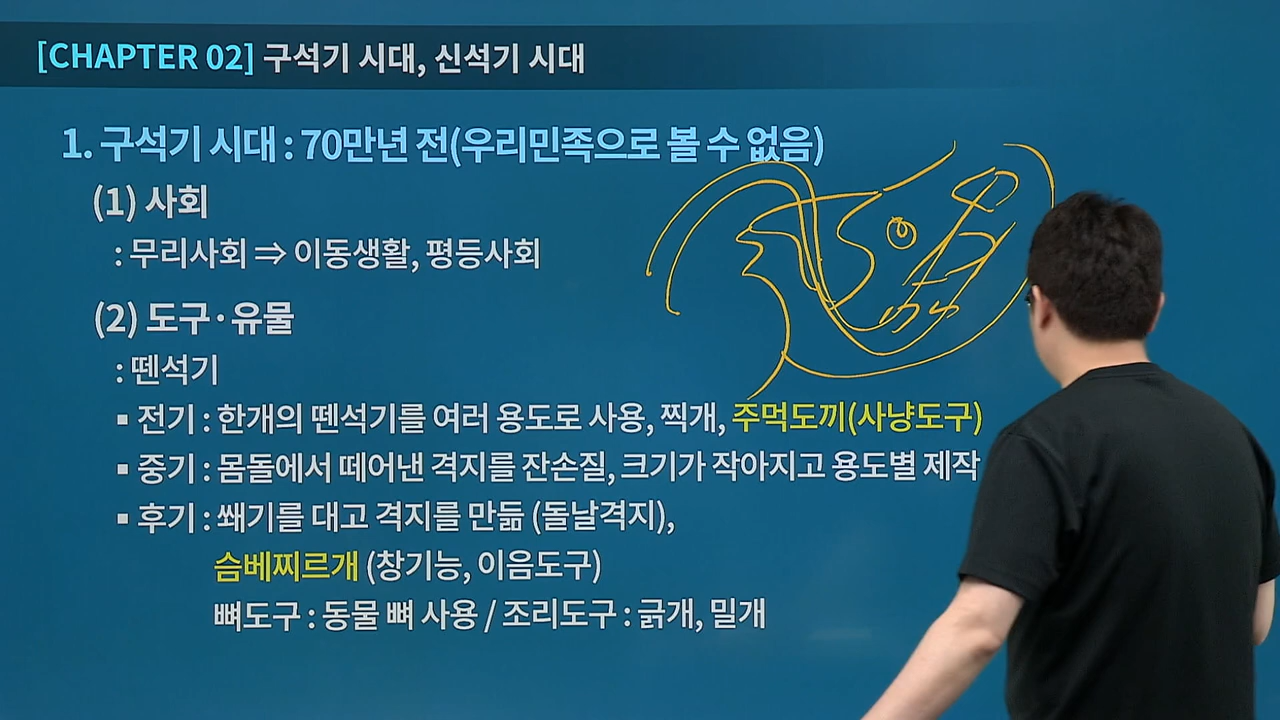 [CHAPTER 02] 구석기 시대, 신석기 시대
1. 구석기 시대 : 70만년 전(우리민족으로 볼 수 없음)
(1) 사회
: 무리사회 ⇒ 이동생활, 평등사회
(2) 도구·유물
: 뗀석기
▪ 전기 : 한개의 뗀석기를 여러 용도로 사용, 찍개, 주먹도끼(사냥도구)
▪ 중기 : 몸돌에서 떼어낸 격지를 잔손질, 크기가 작아지고 용도별 제작
▪ 후기 : 쐐기를 대고 격지를 만듦 (돌날격지),
슴베찌르개 (창기능, 이음도구)
뼈도구 : 동물 뼈 사용 / 조리도구 : 긁개, 밀개